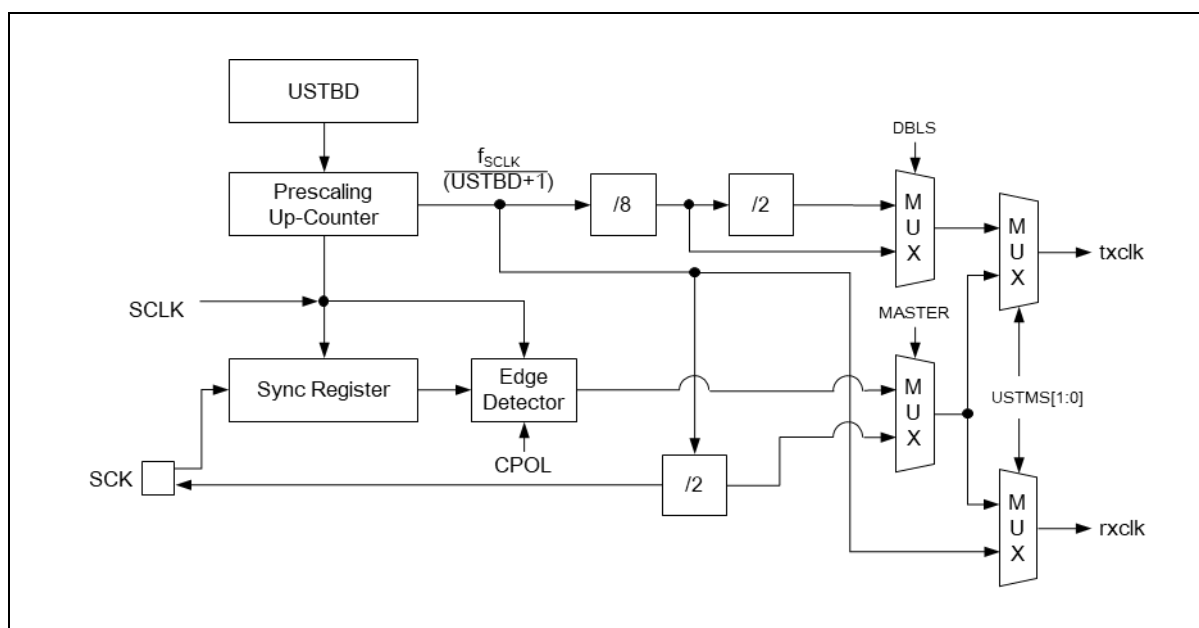 USTBD
DBLS
fSCLK
(USTBD+1)
Prescaling
Up-Counter
/8
/2
M
U
X
M
U
X
txclk
SCLK
MASTER
Sync Register
Edge
Detector
M
U
X
USTMS[1:0]
CPOL
SCK
/2
M
U
X
rxclk